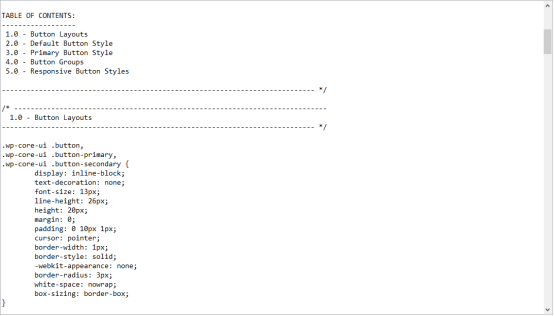 TABLE OF CONTENTS:
------------------
 1.0 - Button Layouts
 2.0 - Default Button Style
 3.0 - Primary Button Style
 4.0 - Button Groups
 5.0 - Responsive Button Styles
---------------------------------------------------------------------------- */
/* ----------------------------------------------------------------------------
  1.0 - Button Layouts
---------------------------------------------------------------------------- */
.wp-core-ui .button,
.wp-core-ui .button-primary,
.wp-core-ui .button-secondary {
        display: inline-block;
        text-decoration: none;
        font-size: 13px;
        line-height: 26px;
        height: 20px;
        margin: 0;
        padding: 0 10px 1px;
        cursor: pointer;
        border-width: 1px;
        border-style: solid;
        -webkit-appearance: none;
        border-radius: 3px;
        white-space: nowrap;
        box-sizing: border-box;
}